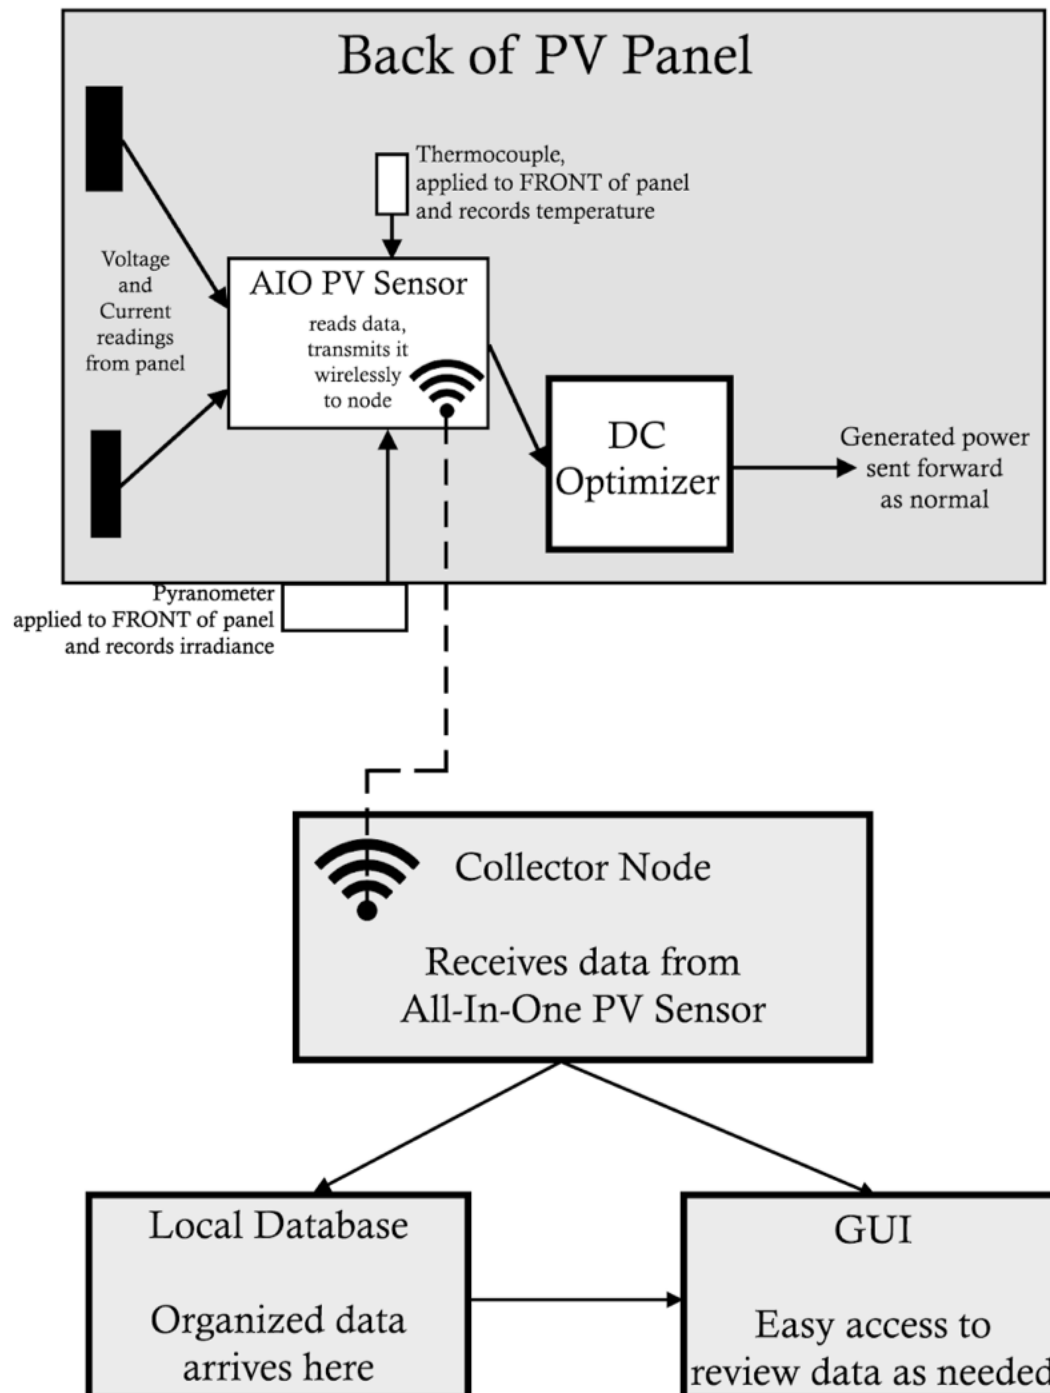 Back of PV Panel
Thermocouple,
applied to FRONT of panel
and records temperature
Voltage
and
Current
readings
from panel
AIO PV Sensor
reads data,
transmits it
wirelessly
to node
DC
Optimizer
Generated power
sent forward
as normal
Pyranometer
applied to FRONT of panel
and records irradiance
Collector Node
Receives data from
All-In-One PV Sensor
Local Database
Organized data
arrives here
GUI
Easy access to
review data as needed